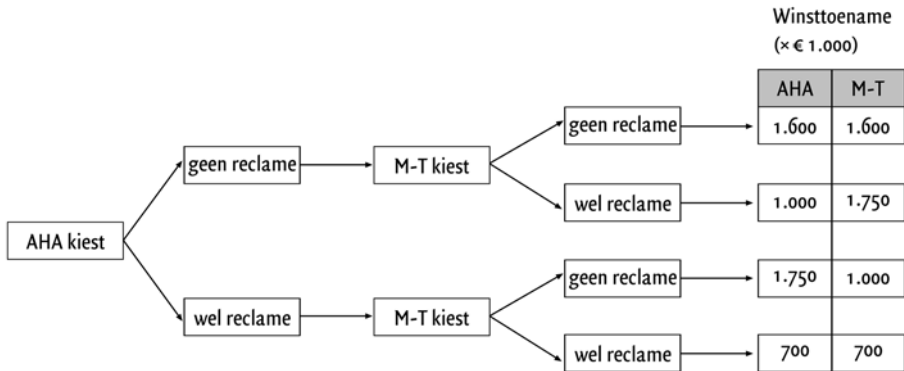 Winsttoename
(× € 1.000)
AHA M-T
geen reclame 1.600 1.600
geen reclame M-T kiest
wel reclame 1.000 1.750
AHA kiest
geen reclame 1.750 1.000
wel reclame M-T kiest
wel reclame 700 700